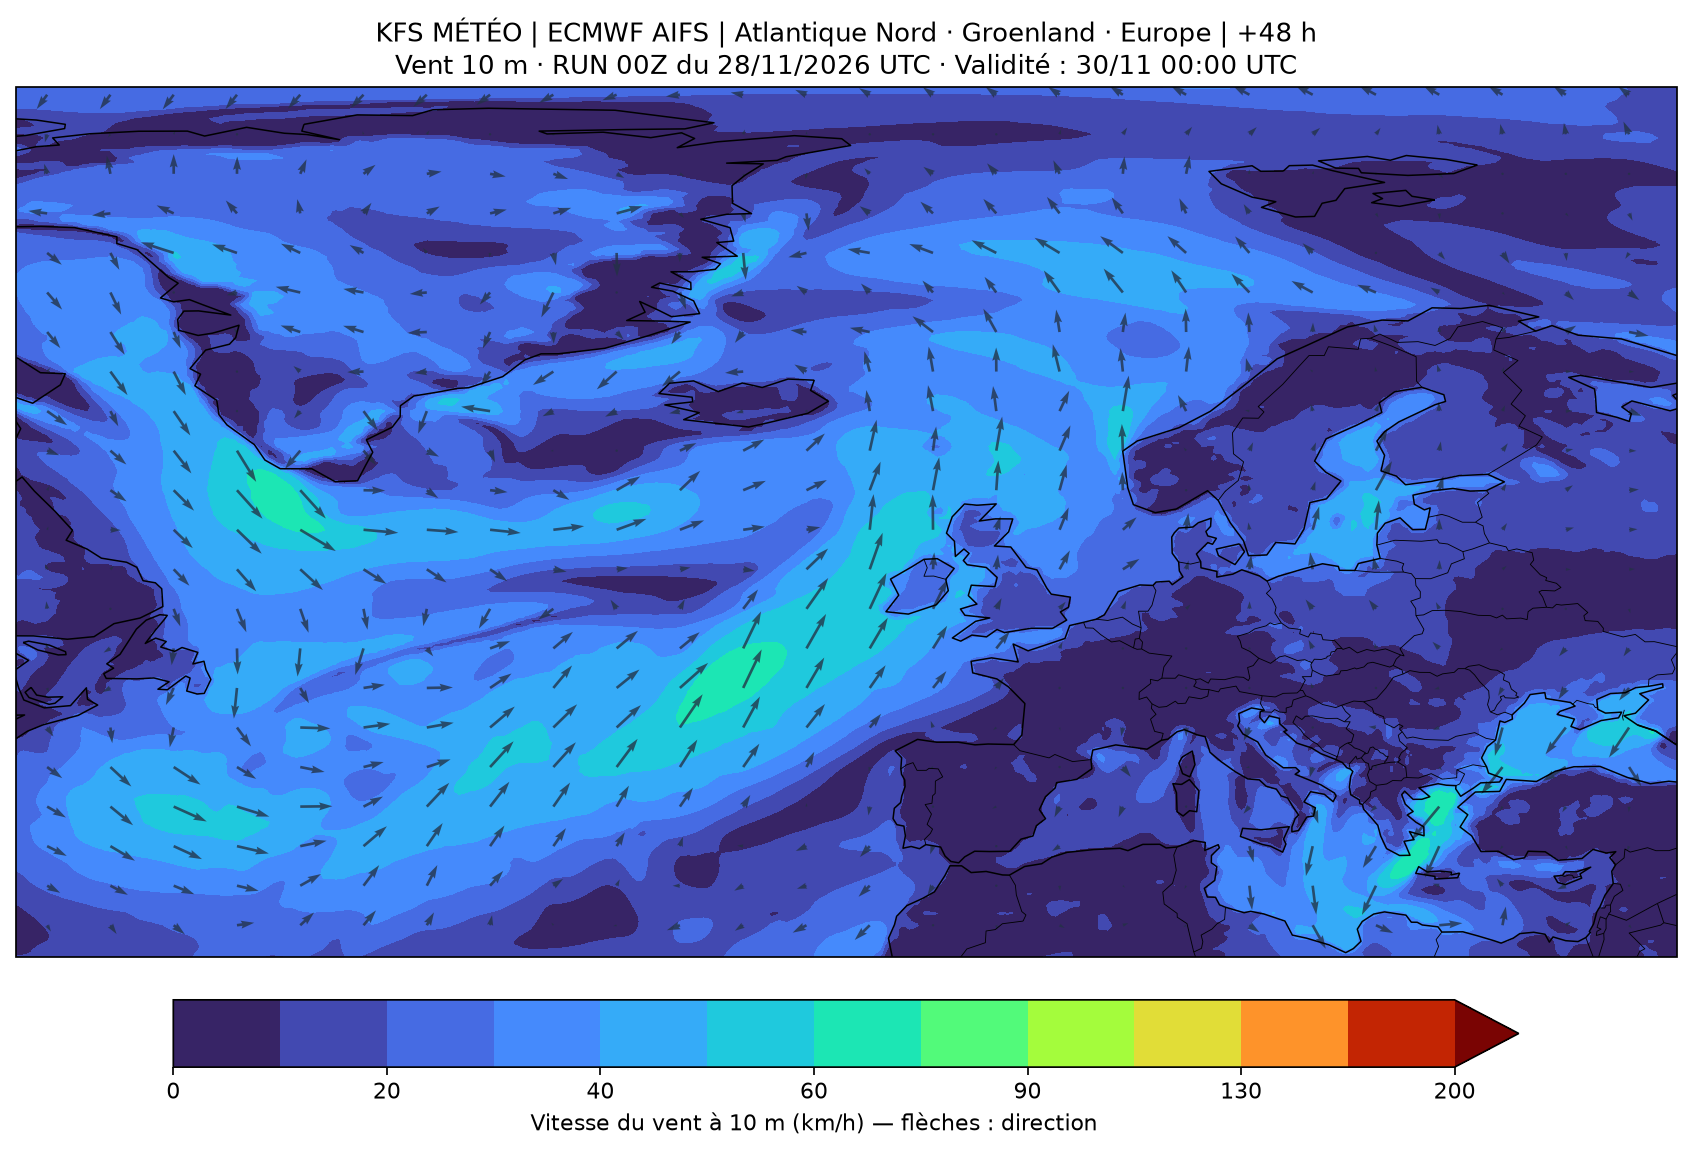 KFS MÉTÉO | ECMWF AIFS | Atlantique Nord · Groenland · Europe | +48 h
Vent 10 m · RUN 00Z du 28/11/2026 UTC · Validité : 30/11 00:00 UTC
0 20 40 60 90 130 200
Vitesse du vent à 10 m (km/h) — flèches : direction